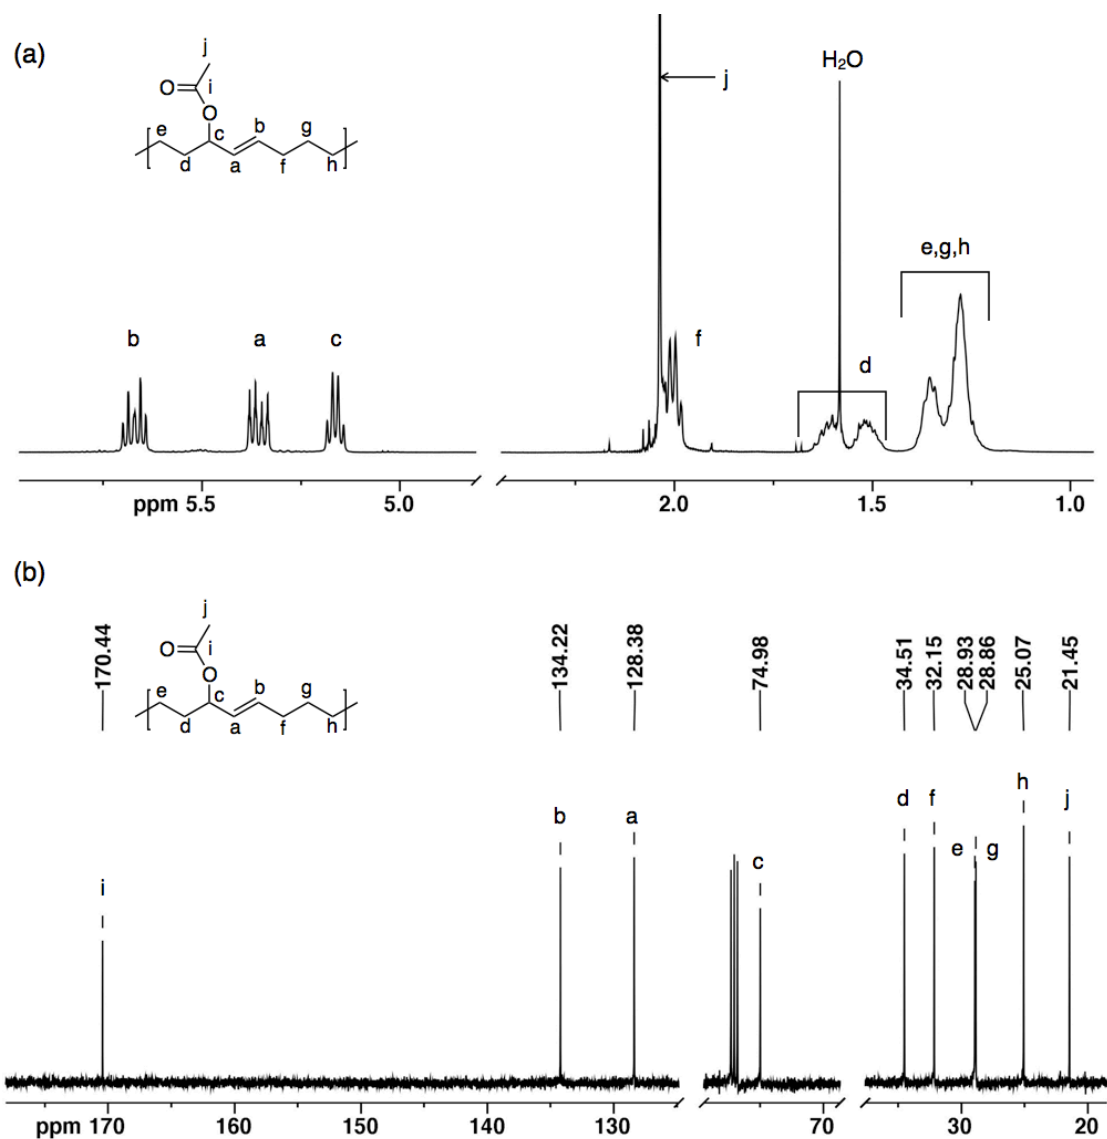 (a)
j
O
i
O
e
c
b
g
d
a
f
h
j
H₂O
e,g,h
b
a
c
f
d
ppm 5.5
5.0
2.0
1.5
1.0
(b)
j
O
i
O
e
c
b
g
d
a
f
h
170.44
134.22
128.38
74.98
34.51
32.15
28.93
28.86
25.07
21.45
i
b
a
c
d
f
e
g
h
j
ppm 170
160
150
140
130
70
30
20